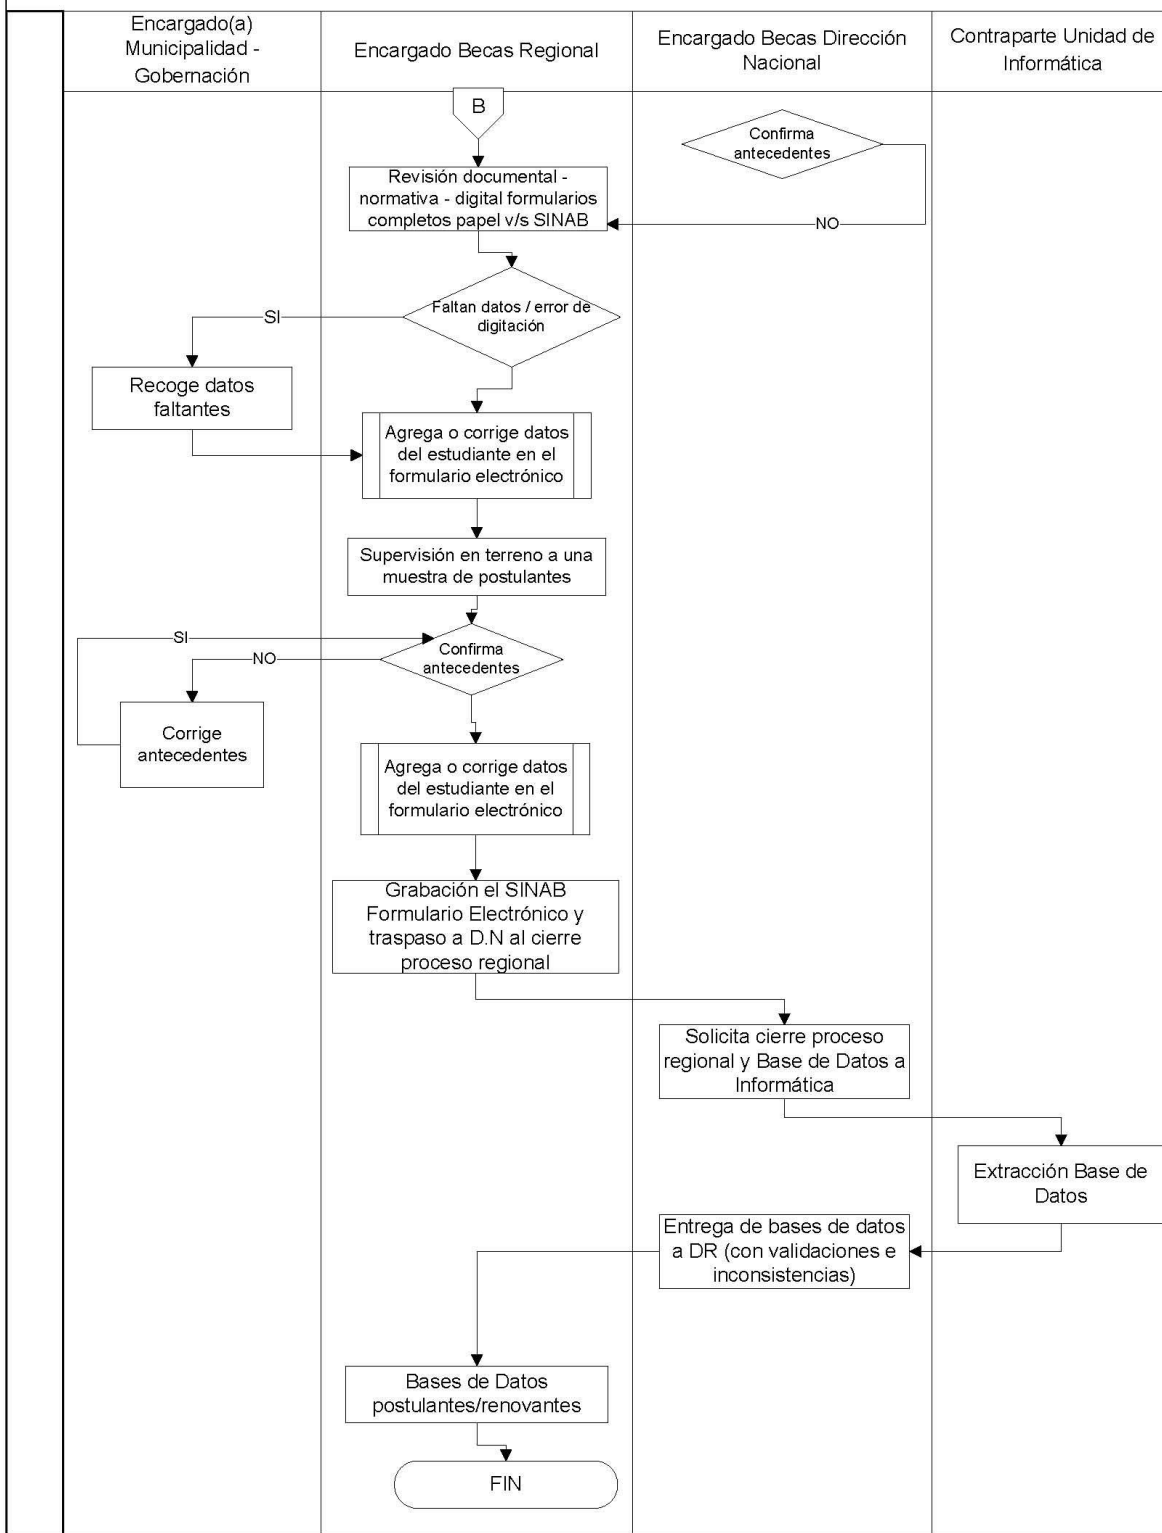 Encargado(a)
Municipalidad -
Gobernación
Encargado Becas Regional
Encargado Becas Dirección
Nacional
Contraparte Unidad de
Informática
B
Confirma
antecedentes
Revisión documental -
normativa - digital formularios
completos papel v/s SINAB
NO
Faltan datos / error de
digitación
SI
Recoge datos
faltantes
Agrega o corrige datos
del estudiante en el
formulario electrónico
Supervisión en terreno a una
muestra de postulantes
SI
Confirma
antecedentes
NO
Corrige
antecedentes
Agrega o corrige datos
del estudiante en el
formulario electrónico
Grabación el SINAB
Formulario Electrónico y
traspaso a D.N al cierre
proceso regional
Solicita cierre proceso
regional y Base de Datos a
Informática
Extracción Base de
Datos
Entrega de bases de datos
a DR (con validaciones e
inconsistencias)
Bases de Datos
postulantes/renovantes
FIN